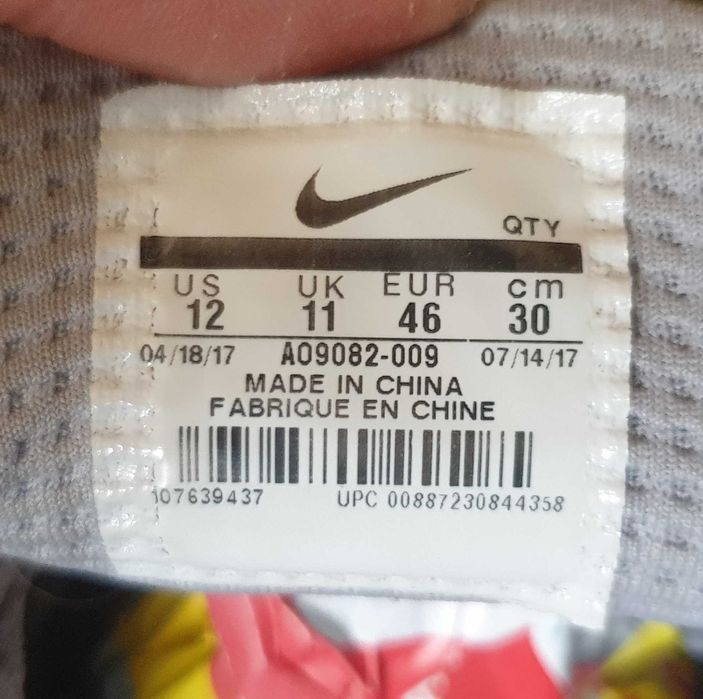 QTY
US UK EUR cm
12 11 46 30
04/18/17 AO9082-009 07/14/17
MADE IN CHINA
FABRIQUE EN CHINE
107639437 UPC 00887230844358